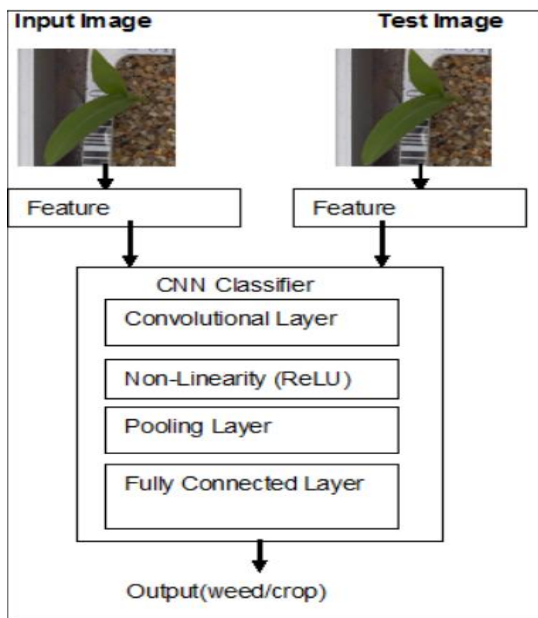 Input Image
Test Image
Feature
Feature
CNN Classifier
Convolutional Layer
Non-Linearity (ReLU)
Pooling Layer
Fully Connected Layer
Output(weed/crop)